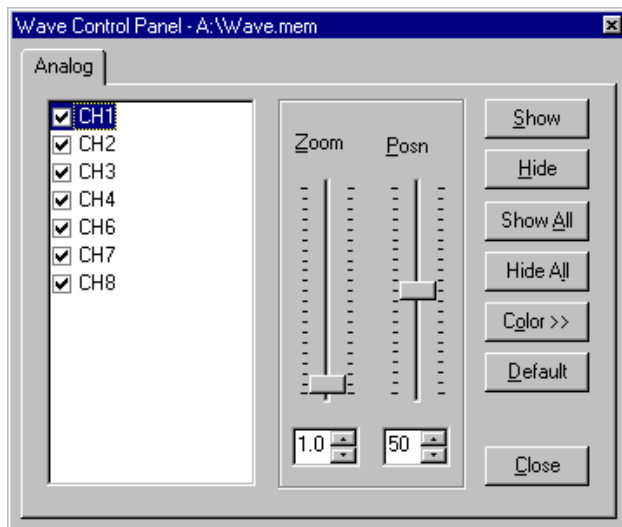 Wave Control Panel - A:\Wave.mem
Analog
CH1
CH2
CH3
CH4
CH6
CH7
CH8
Zoom
Posn
1.0
50
Show
Hide
Show All
Hide All
Color >>
Default
Close